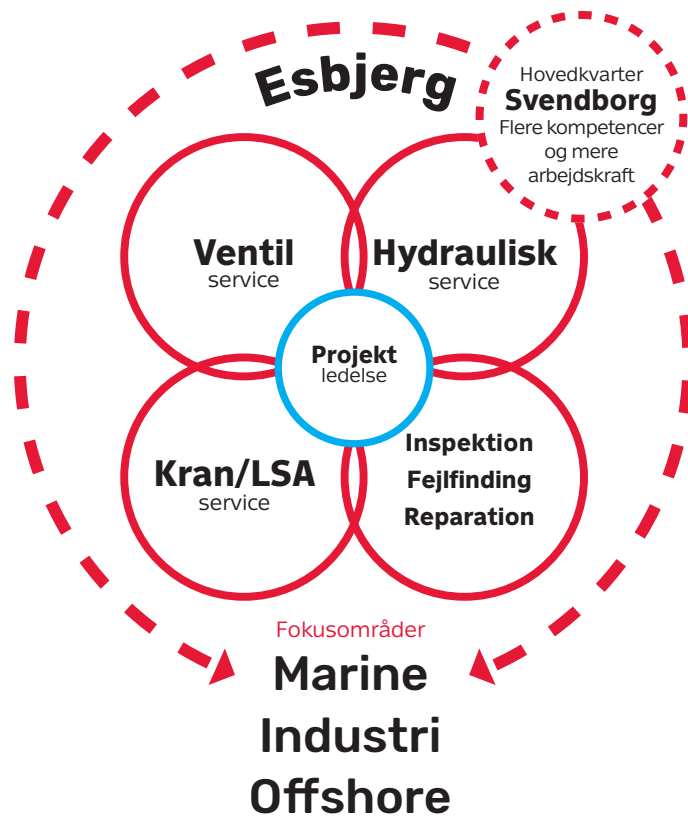 Esbjerg
Hovedkvarter
Svendborg
Flere kompetencer
og mere
arbejdskraft
Ventil
service
Hydraulisk
service
Projekt
ledelse
Kran/LSA
service
Inspektion
Fejlfinding
Reparation
Fokusområder
Marine
Industri
Offshore